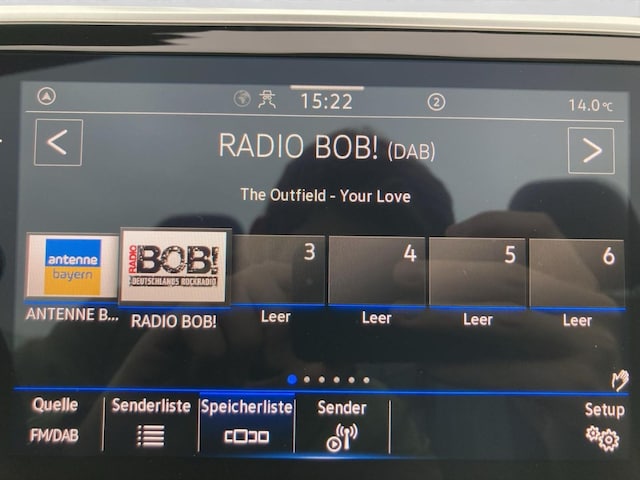 15:22
2
14.0°C
RADIO BOB! (DAB)
The Outfield - Your Love
antenne
bayern
RADIO
BOB!
DEUTSCHLANDS ROCKRADIO
3
4
5
6
ANTENNE B...
RADIO BOB!
Leer
Leer
Leer
Leer
Quelle
FM/DAB
Senderliste
Speicherliste
Sender
Setup